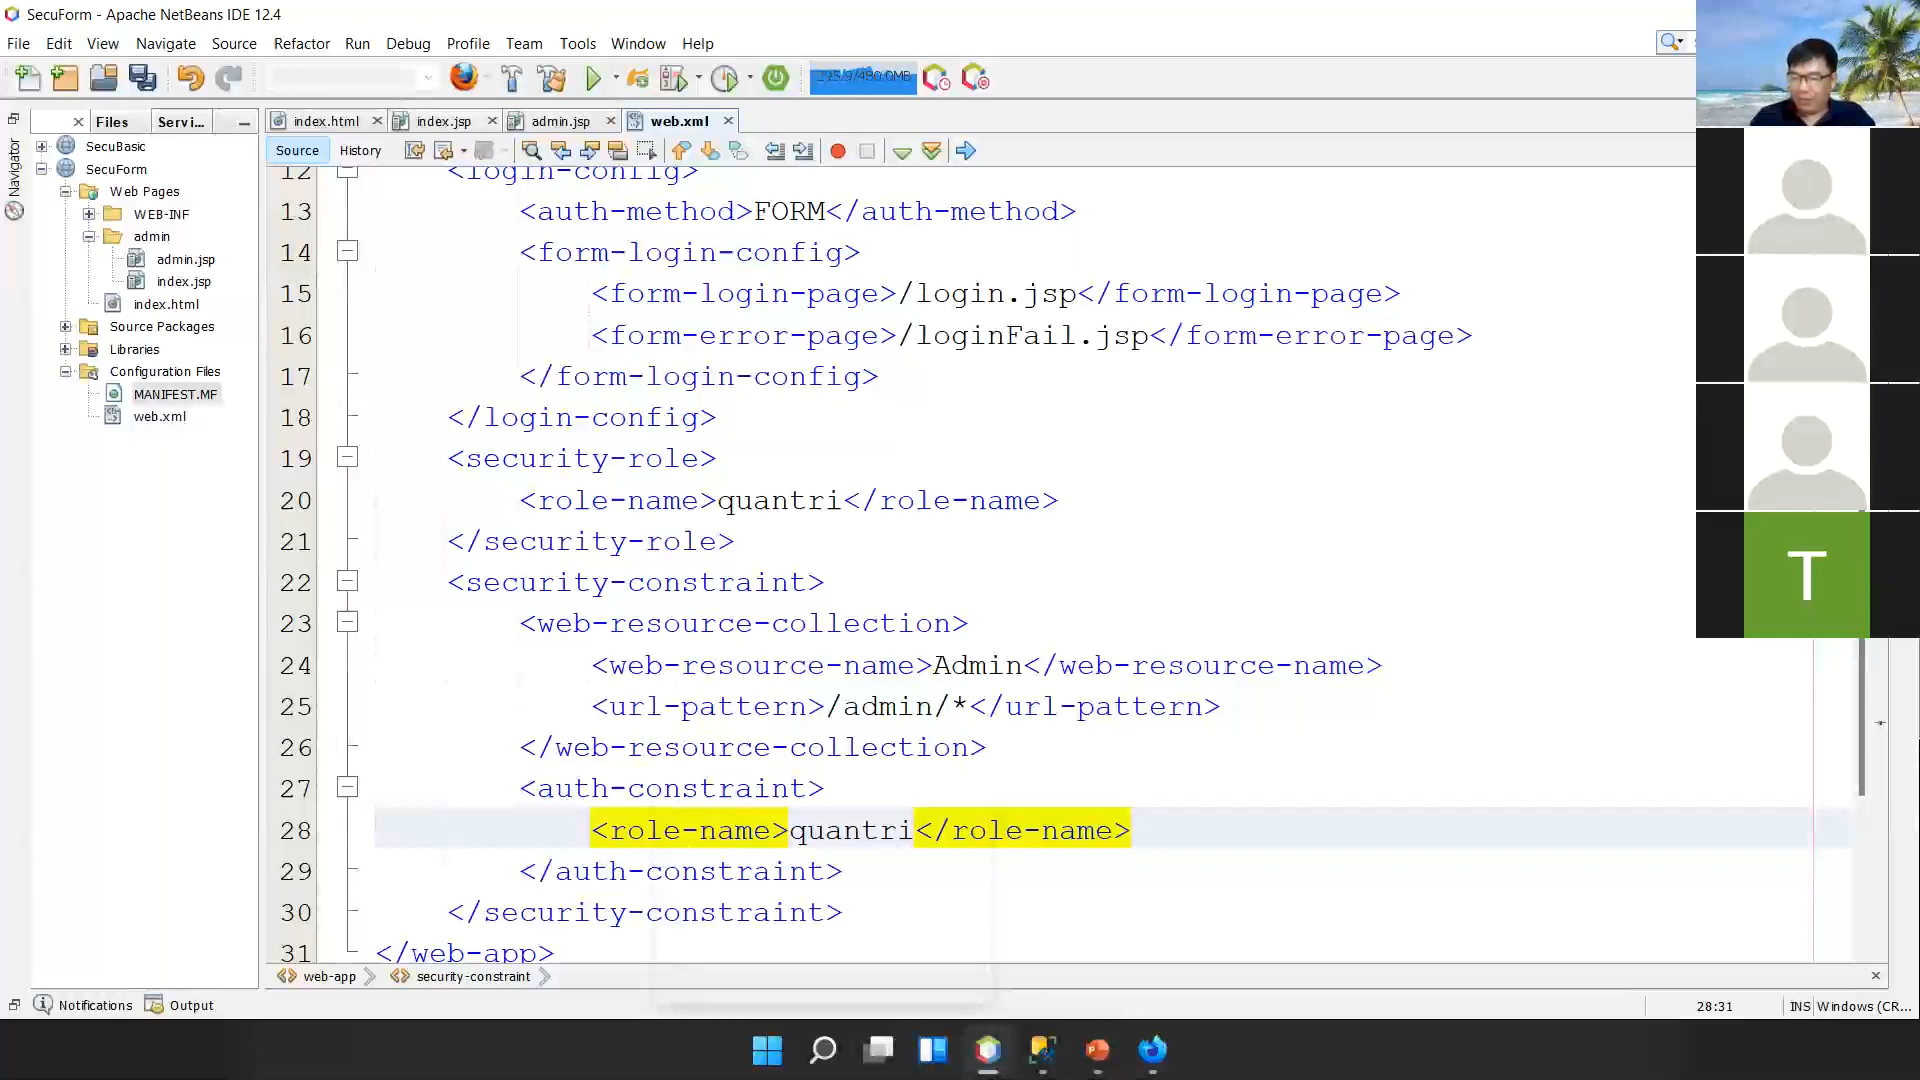 SecuForm - Apache NetBeans IDE 12.4
File Edit View Navigate Source Refactor Run Debug Profile Team Tools Window Help
Files Servi...
index.html index.jsp admin.jsp web.xml
Source History
Navigator
SecuBasic
SecuForm
Web Pages
WEB-INF
admin
admin.jsp
index.jsp
index.html
Source Packages
Libraries
Configuration Files
MANIFEST.MF
web.xml
12 <login-config>
13 <auth-method>FORM</auth-method>
14 <form-login-config>
15 <form-login-page>/login.jsp</form-login-page>
16 <form-error-page>/loginFail.jsp</form-error-page>
17 </form-login-config>
18 </login-config>
19 <security-role>
20 <role-name>quantri</role-name>
21 </security-role>
22 <security-constraint>
23 <web-resource-collection>
24 <web-resource-name>Admin</web-resource-name>
25 <url-pattern>/admin/*</url-pattern>
26 </web-resource-collection>
27 <auth-constraint>
28 <role-name>quantri</role-name>
29 </auth-constraint>
30 </security-constraint>
31 </web-app>
web-app security-constraint
Notifications Output
28:31 INS Windows (CR...
T